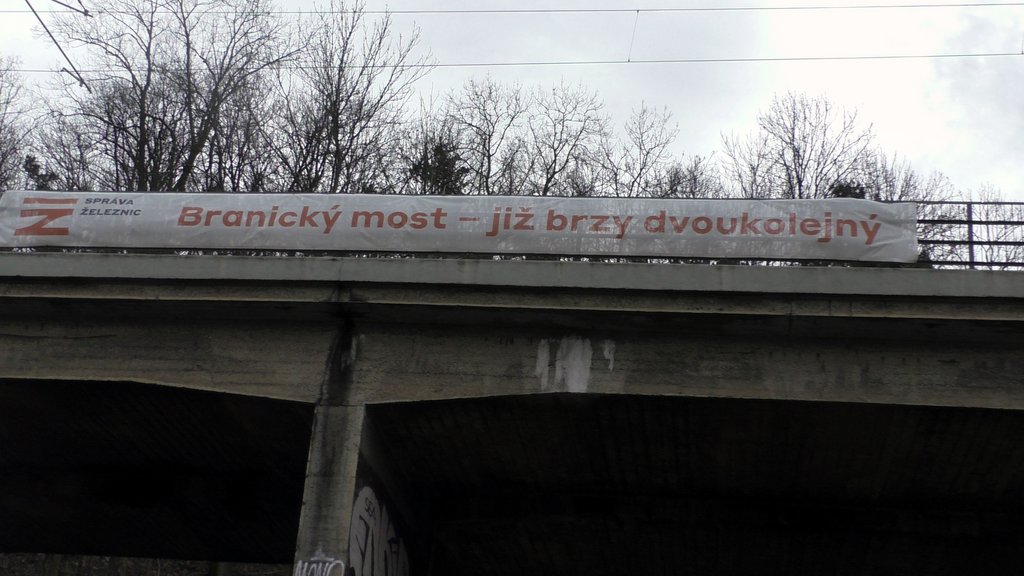 SPRÁVA
ŽELEZNIC
Branický most – již brzy dvoukolejný